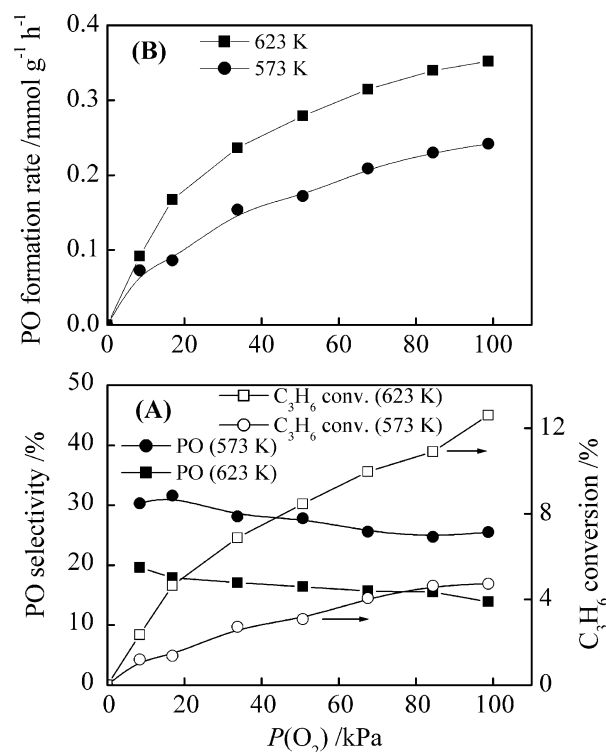 (B)
623 K
573 K
PO formation rate /mmol g⁻¹ h⁻¹
0.4
0.3
0.2
0.1
0.0
0 20 40 60 80 100
(A)
C₃H₆ conv. (623 K)
C₃H₆ conv. (573 K)
PO (573 K)
PO (623 K)
PO selectivity /%
50
40
30
20
10
0
C₃H₆ conversion /%
12
8
4
0
0 20 40 60 80 100
P(O₂) /kPa